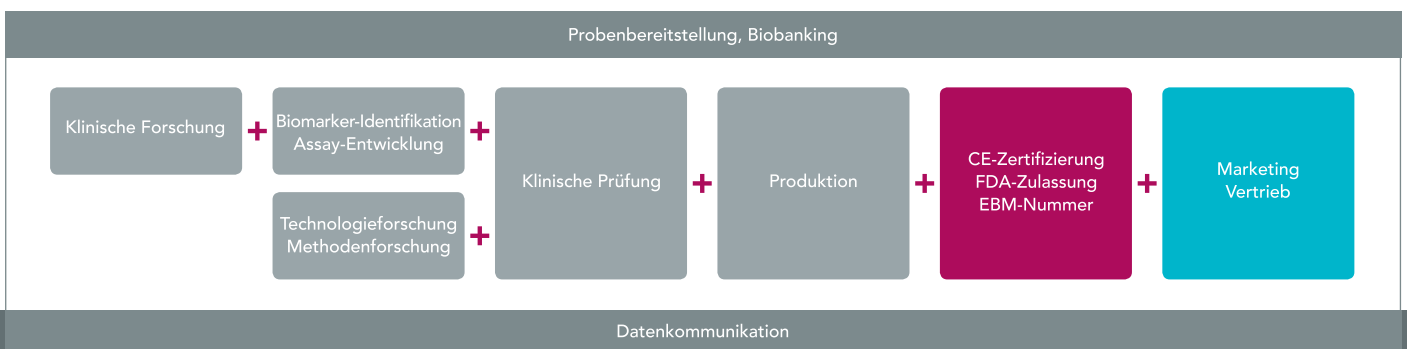 Probenbereitstellung, Biobanking
Klinische Forschung
+
Biomarker-Identifikation
Assay-Entwicklung
+
Technologieforschung
Methodenforschung
+
Klinische Prüfung
+
Produktion
+
CE-Zertifizierung
FDA-Zulassung
EBM-Nummer
+
Marketing
Vertrieb
Datenkommunikation